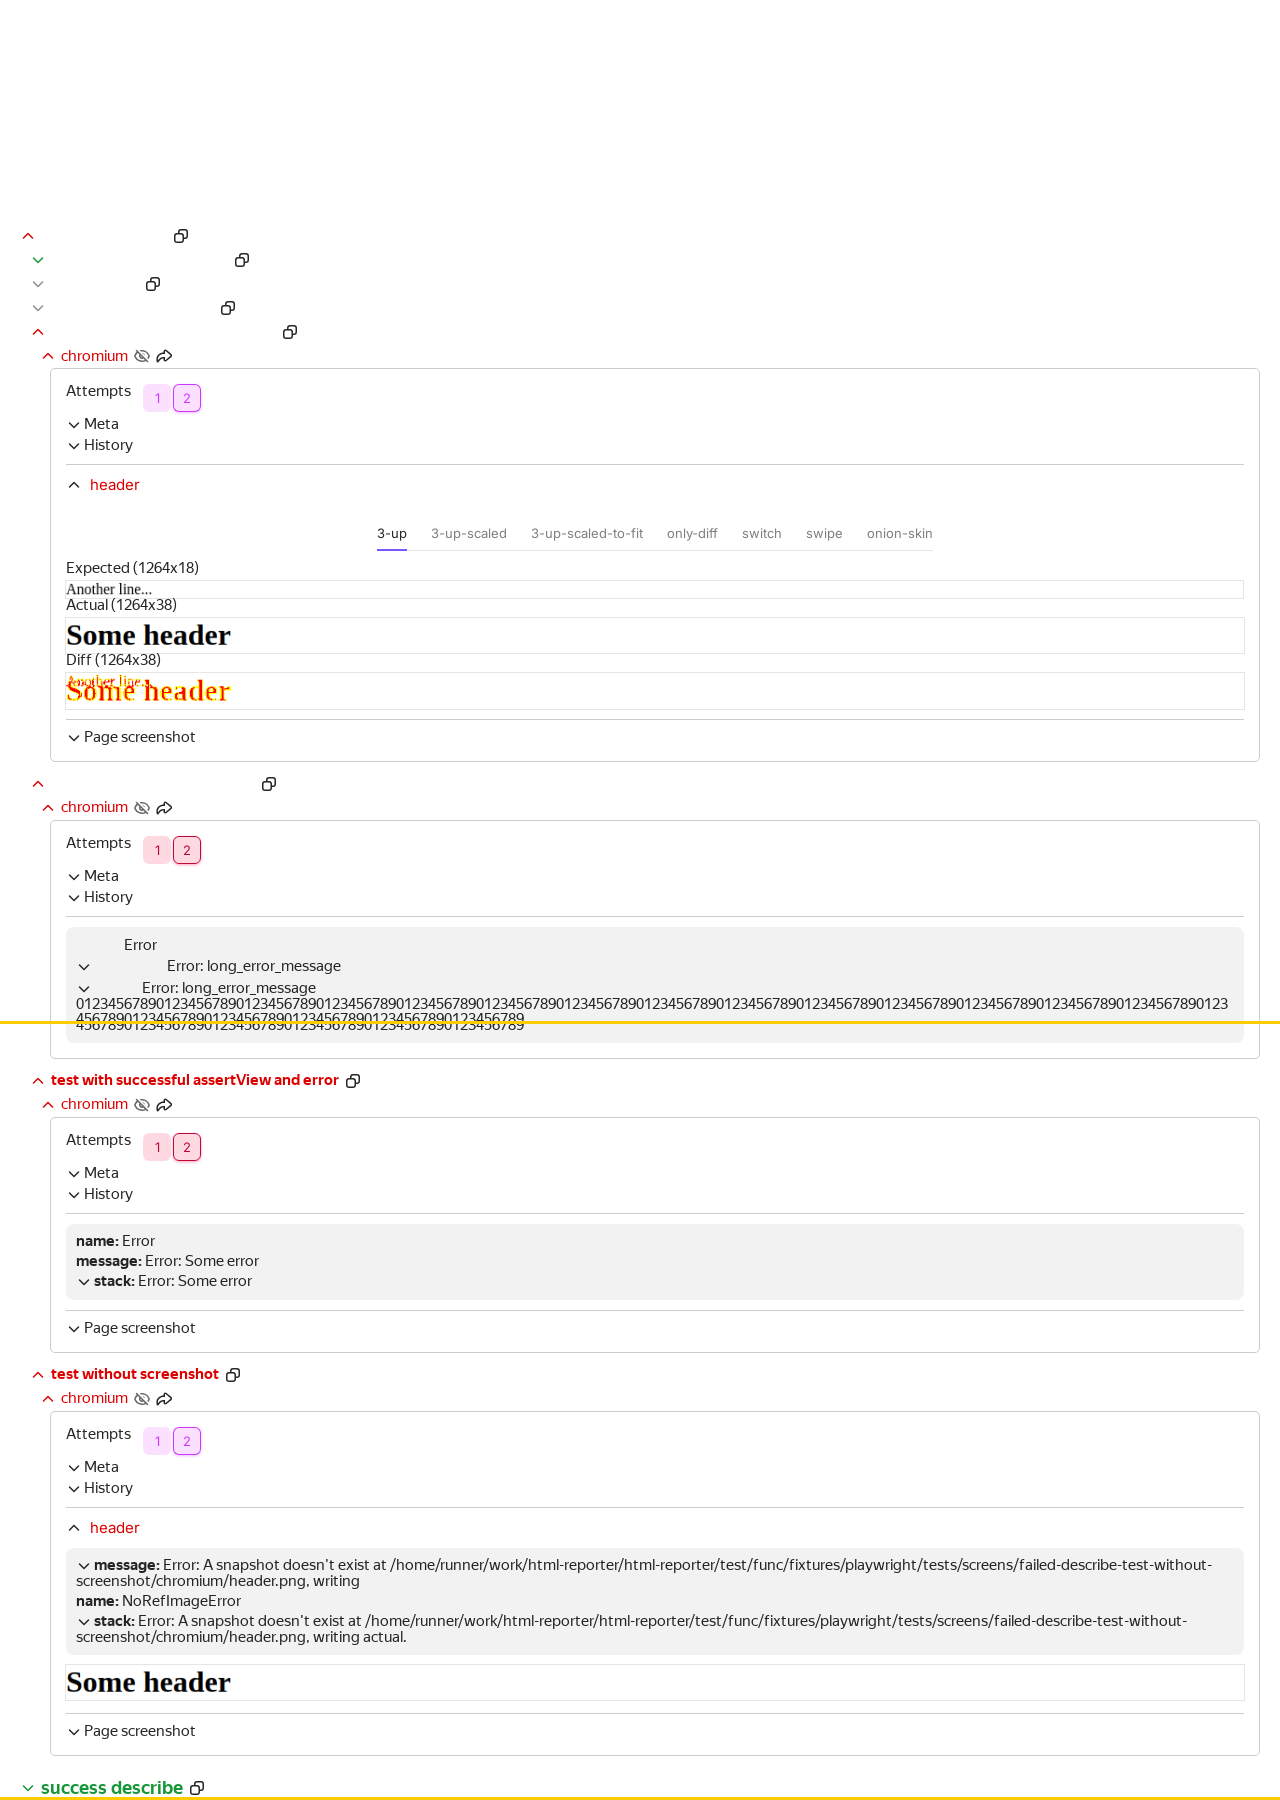 chromium
Attempts 1 2
Meta
History
header
3-up 3-up-scaled 3-up-scaled-to-fit only-diff switch swipe onion-skin
Expected (1264x18)
Another line...
Actual (1264x38)
Some header
Diff (1264x38)
Another line...
Some header
Page screenshot
chromium
Attempts 1 2
Meta
History
Error
Error: long_error_message
Error: long_error_message
0123456789012345678901234567890123456789012345678901234567890123456789012345678901234567890123456789012345678901234567890123456789012345678901234567890123
4567890123456789012345678901234567890123456789
test with successful assertView and error
chromium
Attempts 1 2
Meta
History
name: Error
message: Error: Some error
stack: Error: Some error
Page screenshot
test without screenshot
chromium
Attempts 1 2
Meta
History
header
message: Error: A snapshot doesn't exist at /home/runner/work/html-reporter/html-reporter/test/func/fixtures/playwright/tests/screens/failed-describe-test-without-
screenshot/chromium/header.png, writing
name: NoRefImageError
stack: Error: A snapshot doesn't exist at /home/runner/work/html-reporter/html-reporter/test/func/fixtures/playwright/tests/screens/failed-describe-test-without-
screenshot/chromium/header.png, writing actual.
Some header
Page screenshot
success describe